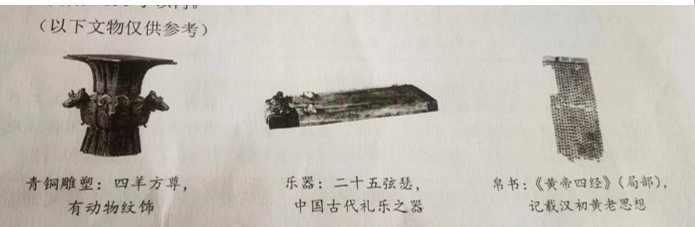 (以下文物仅供参考)
青铜雕塑：四羊方尊，
有动物纹饰
乐器：二十五弦瑟，
中国古代礼乐之器
帛书：《黄帝四经》(局部)，
记载汉初黄老思想